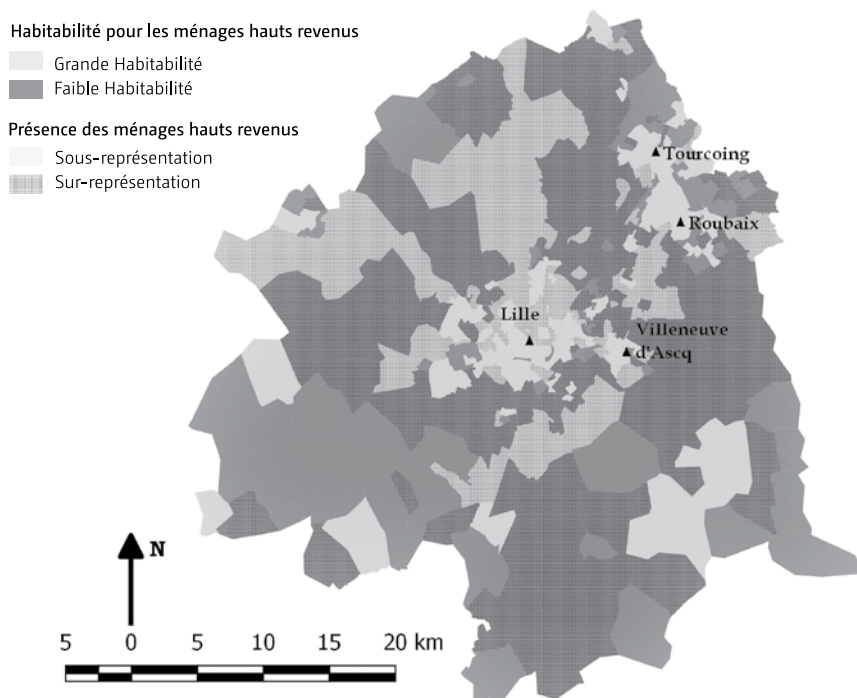 Habitabilité pour les ménages hauts revenus
Grande Habitabilité
Faible Habitabilité
Présence des ménages hauts revenus
Sous-représentation
Sur-représentation
Tourcoing
Roubaix
Lille
Villeneuve
d'Ascq
N
5 0 5 10 15 20 km